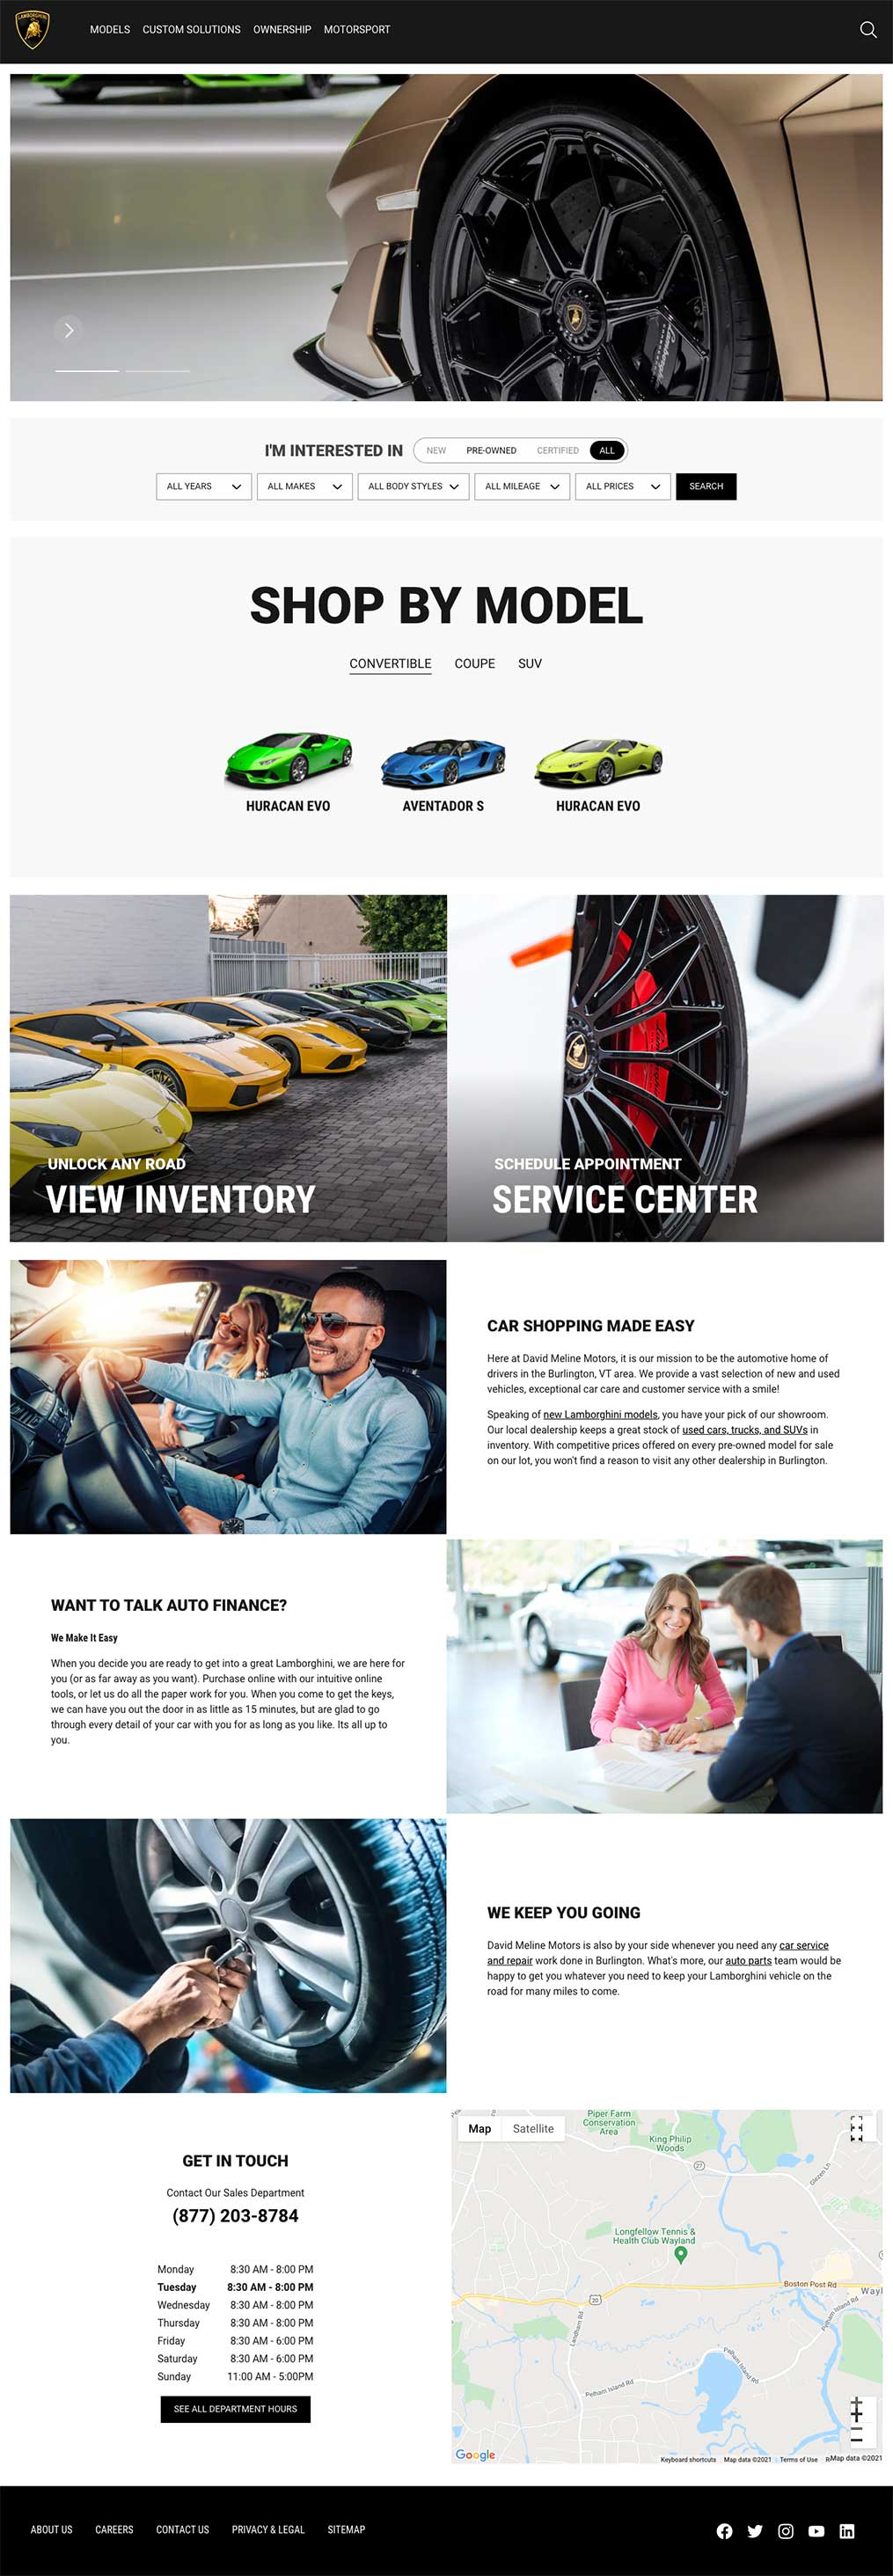 LAMBORGHINI
MODELS CUSTOM SOLUTIONS OWNERSHIP MOTORSPORT
I'M INTERESTED IN NEW PRE-OWNED CERTIFIED ALL
ALL YEARS ALL MAKES ALL BODY STYLES ALL MILEAGE ALL PRICES SEARCH
SHOP BY MODEL
CONVERTIBLE COUPE SUV
HURACAN EVO AVENTADOR S HURACAN EVO
UNLOCK ANY ROAD
VIEW INVENTORY
SCHEDULE APPOINTMENT
SERVICE CENTER
CAR SHOPPING MADE EASY
Here at David Meline Motors, it is our mission to be the automotive home of
drivers in the Burlington, VT area. We provide a vast selection of new and used
vehicles, exceptional car care and customer service with a smile!
Speaking of new Lamborghini models, you have your pick of our showroom.
Our local dealership keeps a great stock of used cars, trucks, and SUVs in
inventory. With competitive prices offered on every pre-owned model for sale
on our lot, you won't find a reason to visit any other dealership in Burlington.
WANT TO TALK AUTO FINANCE?
We Make It Easy
When you decide you are ready to get into a great Lamborghini, we are here for
you (or as far away as you want). Purchase online with our intuitive online
tools, or let us do all the paper work for you. When you come to get the keys,
we can have you out the door in as little as 15 minutes, but are glad to go
through every detail of your car with you for as long as you like. Its all up to
you.
WE KEEP YOU GOING
David Meline Motors is also by your side whenever you need any car service
and repair work done in Burlington. What's more, our auto parts team would be
happy to get you whatever you need to keep your Lamborghini vehicle on the
road for many miles to come.
GET IN TOUCH
Contact Our Sales Department
(877) 203-8784
Monday 8:30 AM - 8:00 PM
Tuesday 8:30 AM - 8:00 PM
Wednesday 8:30 AM - 8:00 PM
Thursday 8:30 AM - 8:00 PM
Friday 8:30 AM - 6:00 PM
Saturday 8:30 AM - 6:00 PM
Sunday 11:00 AM - 5:00PM
SEE ALL DEPARTMENT HOURS
Map Satellite
Piper Farm
Conservation
Area
King Philip
Woods
27
Glezen Ln
Longfellow Tennis &
Health Club Wayland
Boston Post Rd
Wayl
20
Landham Rd
Pelham Island Rd
Pelham Island Rd
Pelham Island Rd
Google
Keyboard shortcuts Map data ©2021 Terms of Use Map data ©2021
ABOUT US CAREERS CONTACT US PRIVACY & LEGAL SITEMAP